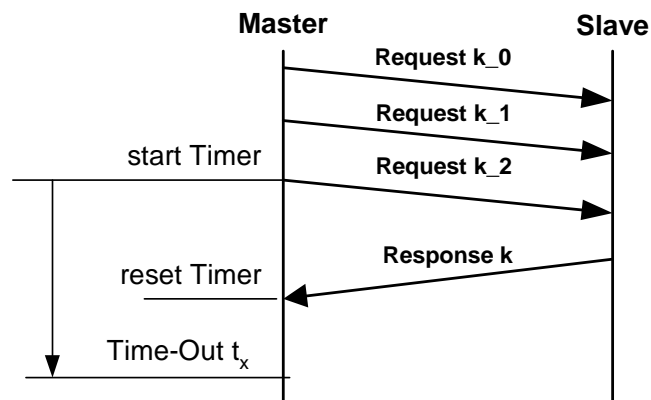 Master
Slave
Request k_0
Request k_1
start Timer
Request k_2
Response k
reset Timer
Time-Out tx